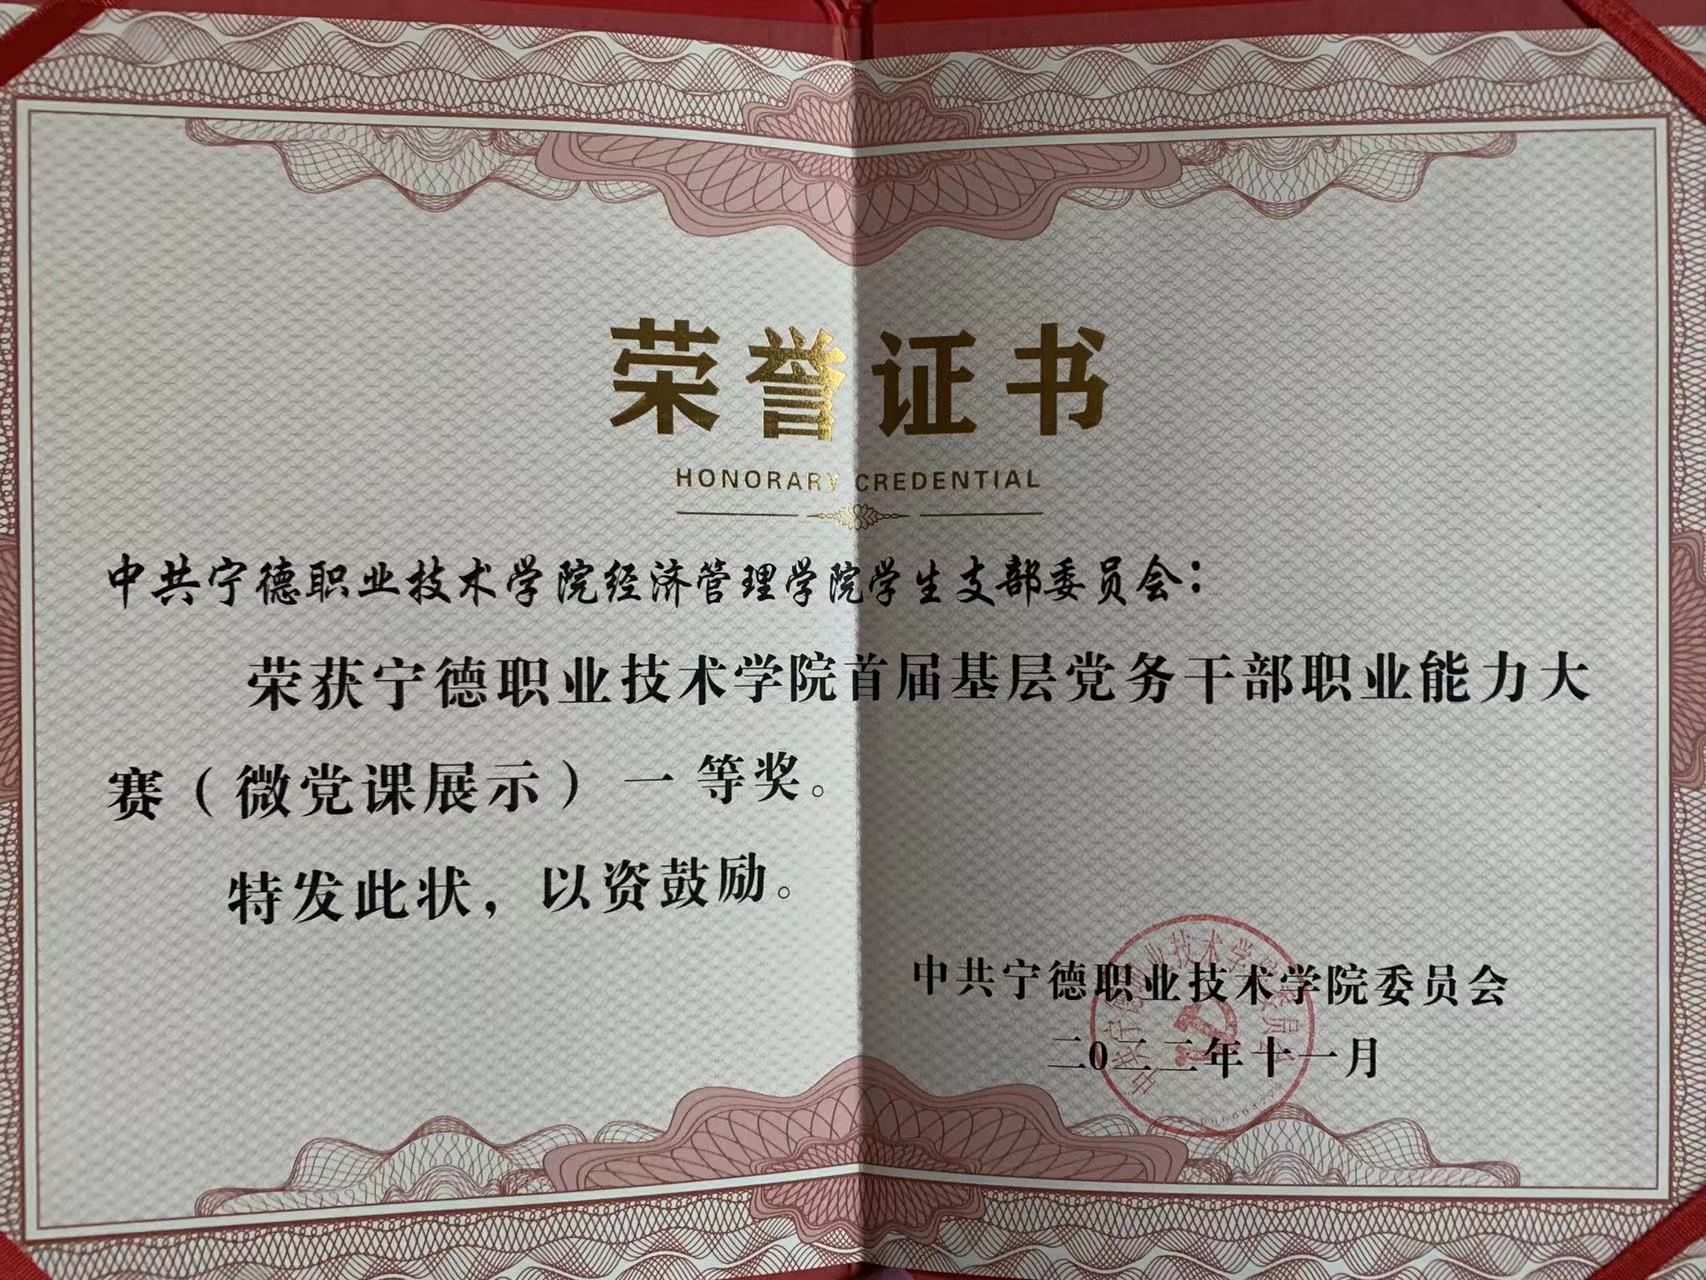 荣誉证书
HONORARY CREDENTIAL
中共宁德职业技术学院经济管理学院学生支部委员会：
荣获宁德职业技术学院首届基层党务干部职业能力大
赛（微党课展示）一等奖。
特发此状，以资鼓励。
中共宁德职业技术学院委员会
二0二二年十一月